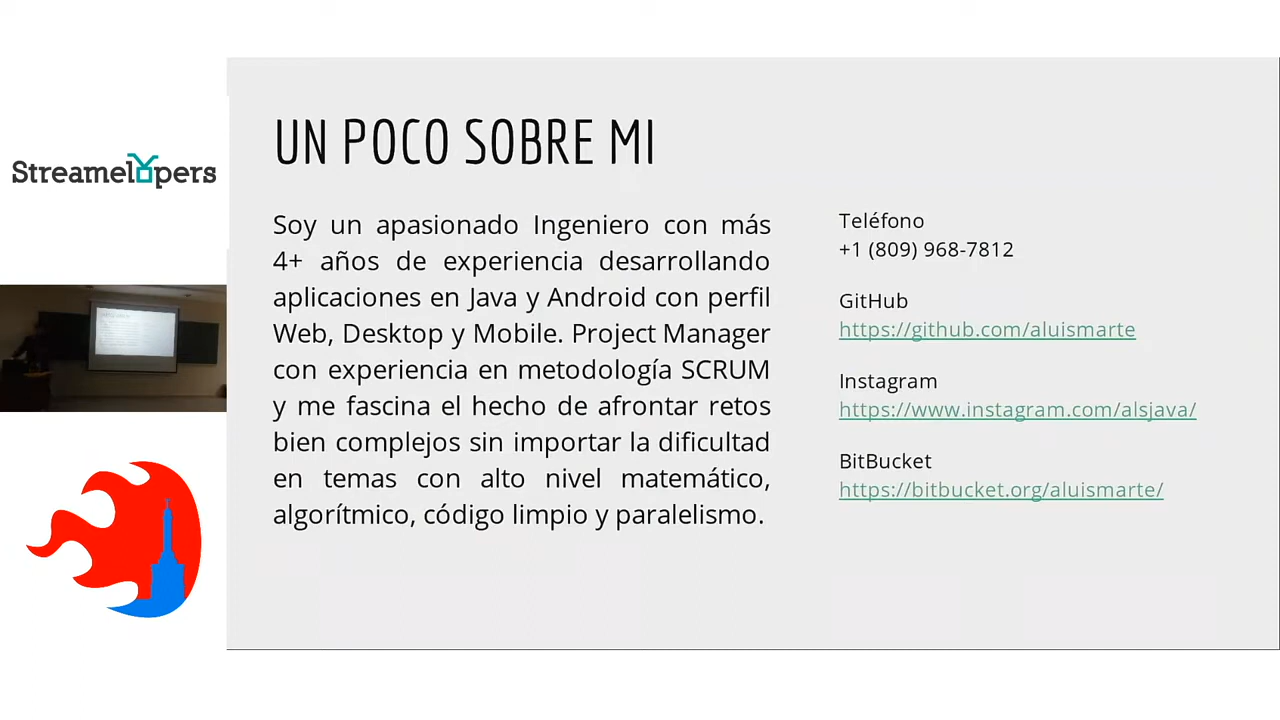 Streamelopers
UN POCO SOBRE MI
Soy un apasionado Ingeniero con más
4+ años de experiencia desarrollando
aplicaciones en Java y Android con perfil
Web, Desktop y Mobile. Project Manager
con experiencia en metodología SCRUM
y me fascina el hecho de afrontar retos
bien complejos sin importar la dificultad
en temas con alto nivel matemático,
algorítmico, código limpio y paralelismo.
Teléfono
+1 (809) 968-7812
GitHub
https://github.com/aluismarte
Instagram
https://www.instagram.com/alsjava/
BitBucket
https://bitbucket.org/aluismarte/